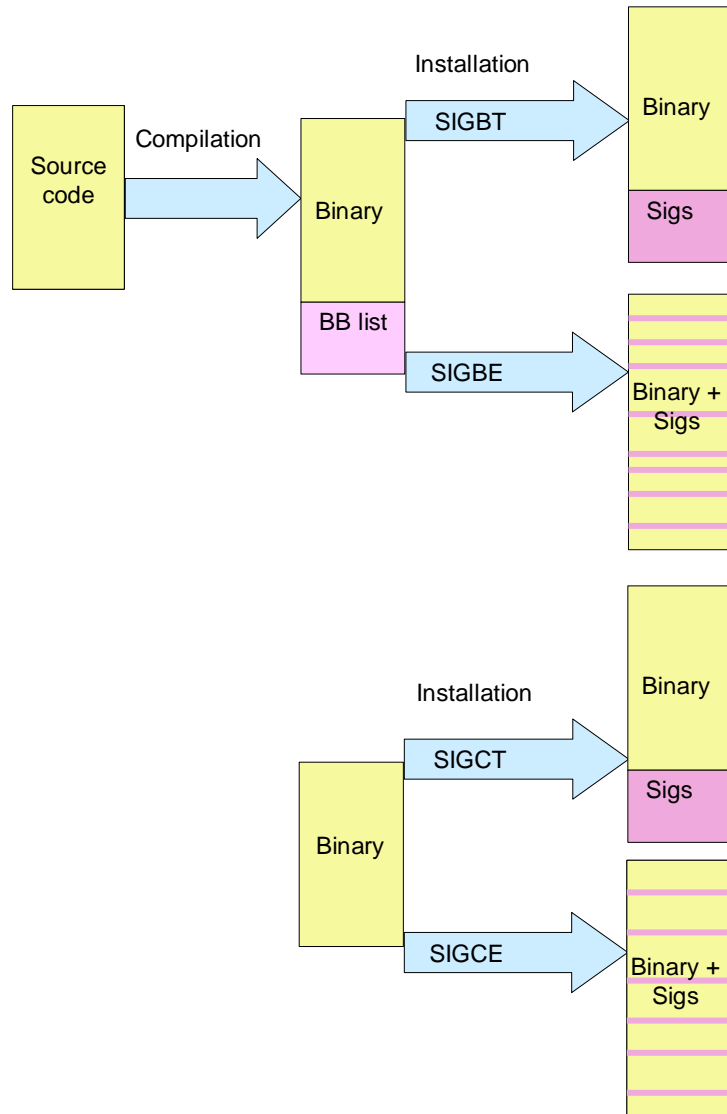 Installation
Binary
SIGBT
Compilation
Source
code
Binary
Sigs
BB list
SIGBE
Binary +
Sigs
Installation
Binary
SIGCT
Sigs
Binary
SIGCE
Binary +
Sigs